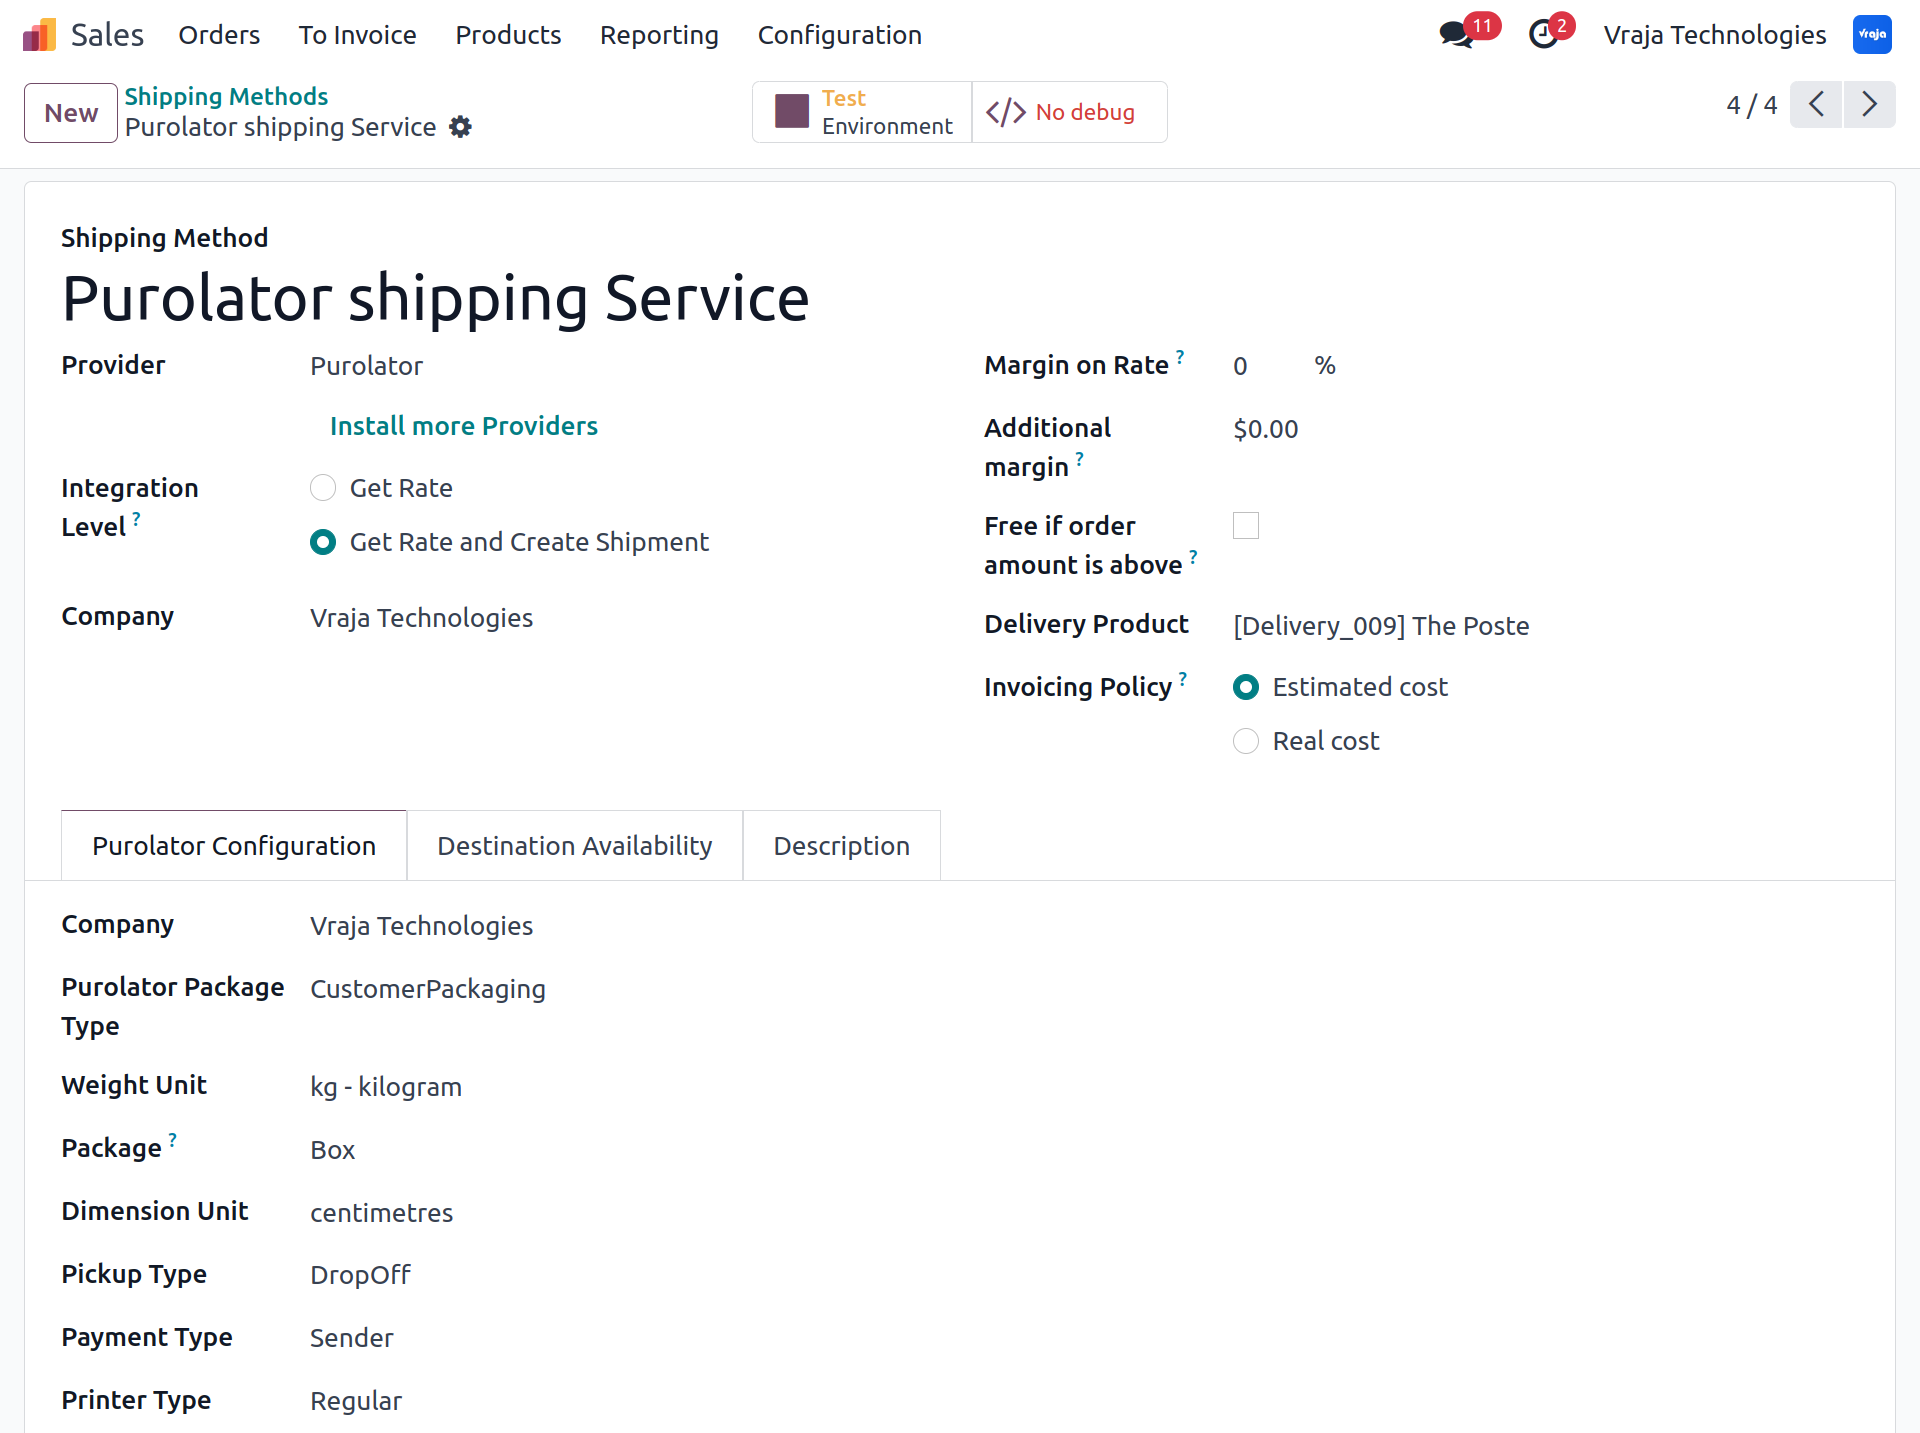 Sales Orders To Invoice Products Reporting Configuration 11 2 Vraja Technologies vraja
New
Shipping Methods
Purolator shipping Service
Test
Environment
</> No debug
4 / 4
Shipping Method
Purolator shipping Service
Provider Purolator
Install more Providers
Integration
Level ?
Get Rate
Get Rate and Create Shipment
Company Vraja Technologies
Margin on Rate ? 0 %
Additional
margin ?
$0.00
Free if order
amount is above ?
Delivery Product [Delivery_009] The Poste
Invoicing Policy ? Estimated cost
Real cost
Purolator Configuration Destination Availability Description
Company Vraja Technologies
Purolator Package
Type
CustomerPackaging
Weight Unit kg - kilogram
Package ? Box
Dimension Unit centimetres
Pickup Type DropOff
Payment Type Sender
Printer Type Regular